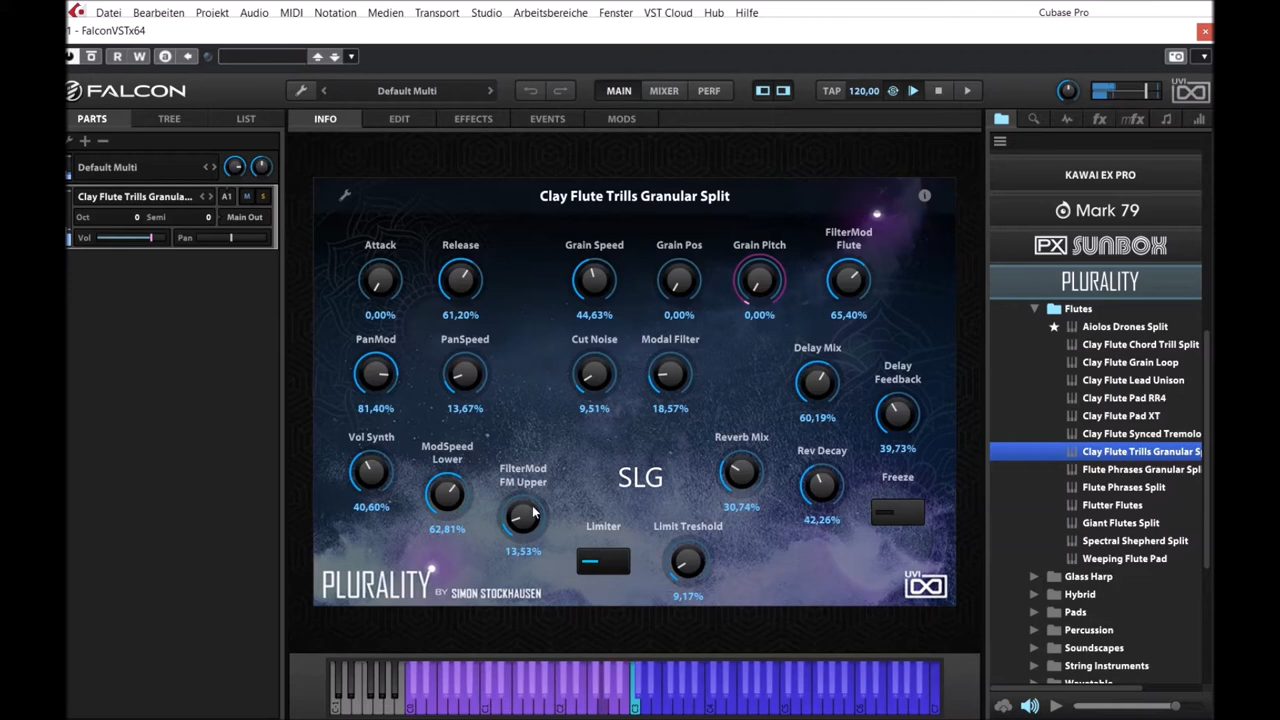 Datei Bearbeiten Projekt Audio MIDI Notation Medien Transport Studio Arbeitsbereiche Fenster VST Cloud Hub Hilfe Cubase Pro
1 - FalconVSTx64
R W
FALCON Default Multi MAIN MIXER PERF TAP 120,00 UVI
PARTS TREE LIST INFO EDIT EFFECTS EVENTS MODS
Default Multi
Clay Flute Trills Granula... A1 M S
Oct 0 Semi 0 Main Out
Vol Pan
Clay Flute Trills Granular Split
Attack Release Grain Speed Grain Pos Grain Pitch FilterMod Flute
0,00% 61,20% 44,63% 0,00% 0,00% 65,40%
PanMod PanSpeed Cut Noise Modal Filter Delay Mix Delay Feedback
81,40% 13,67% 9,51% 18,57% 60,19% 39,73%
Vol Synth ModSpeed Lower FilterMod FM Upper SLG Reverb Mix Rev Decay Freeze
40,60% 62,81% 13,53% 30,74% 42,26%
Limiter Limit Treshold
9,17%
PLURALITY BY SIMON STOCKHAUSEN UVI
KAWAI EX PRO
Mark 79
PX SUNBOX
PLURALITY
Flutes
Aiolos Drones Split
Clay Flute Chord Trill Split
Clay Flute Grain Loop
Clay Flute Lead Unison
Clay Flute Pad RR4
Clay Flute Pad XT
Clay Flute Synced Tremolo
Clay Flute Trills Granular S
Flute Phrases Granular Spli
Flute Phrases Split
Flutter Flutes
Giant Flutes Split
Spectral Shepherd Split
Weeping Flute Pad
Glass Harp
Hybrid
Pads
Percussion
Soundscapes
String Instruments